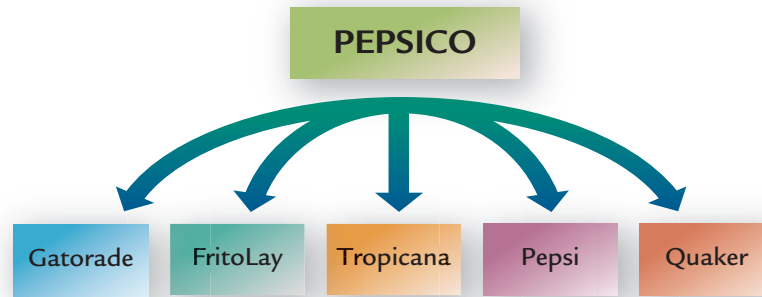 PEPSICO
Gatorade
FritoLay
Tropicana
Pepsi
Quaker